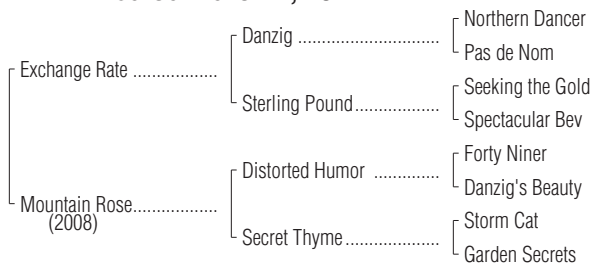 Northern Dancer
Danzig ................................
Pas de Nom
Exchange Rate ...................
Seeking the Gold
Sterling Pound...................
Spectacular Bev
Forty Niner
Distorted Humor ...............
Danzig's Beauty
Mountain Rose...................
(2008)
Storm Cat
Secret Thyme.....................
Garden Secrets